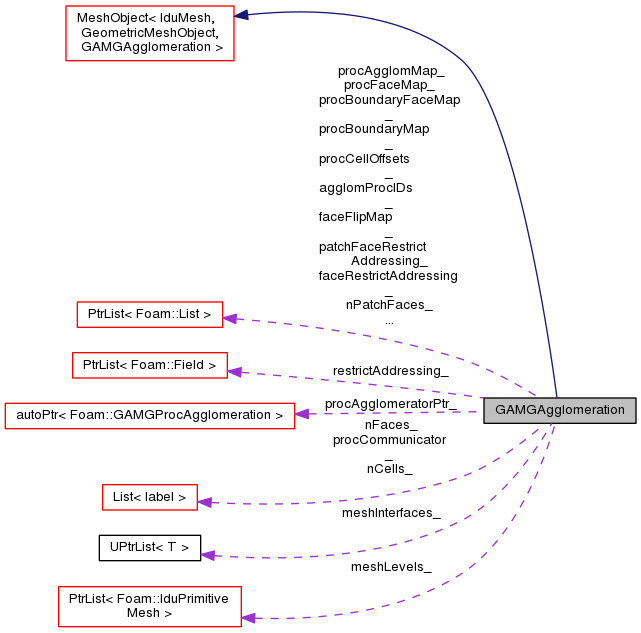 MeshObject< lduMesh,
GeometricMeshObject,
GAMGAgglomeration >
procAgglomMap_
procFaceMap_
procBoundaryFaceMap
_
procBoundaryMap
_
procCellOffsets
_
agglomProcIDs
_
faceFlipMap
_
patchFaceRestrict
Addressing_
faceRestrictAddressing
_
nPatchFaces_
...
PtrList< Foam::List >
PtrList< Foam::Field >
restrictAddressing_
GAMGAgglomeration
procAgglomeratorPtr_
autoPtr< Foam::GAMGProcAgglomeration >
nFaces_
procCommunicator
_
nCells_
List< label >
meshInterfaces_
UPtrList< T >
meshLevels_
PtrList< Foam::lduPrimitive
Mesh >